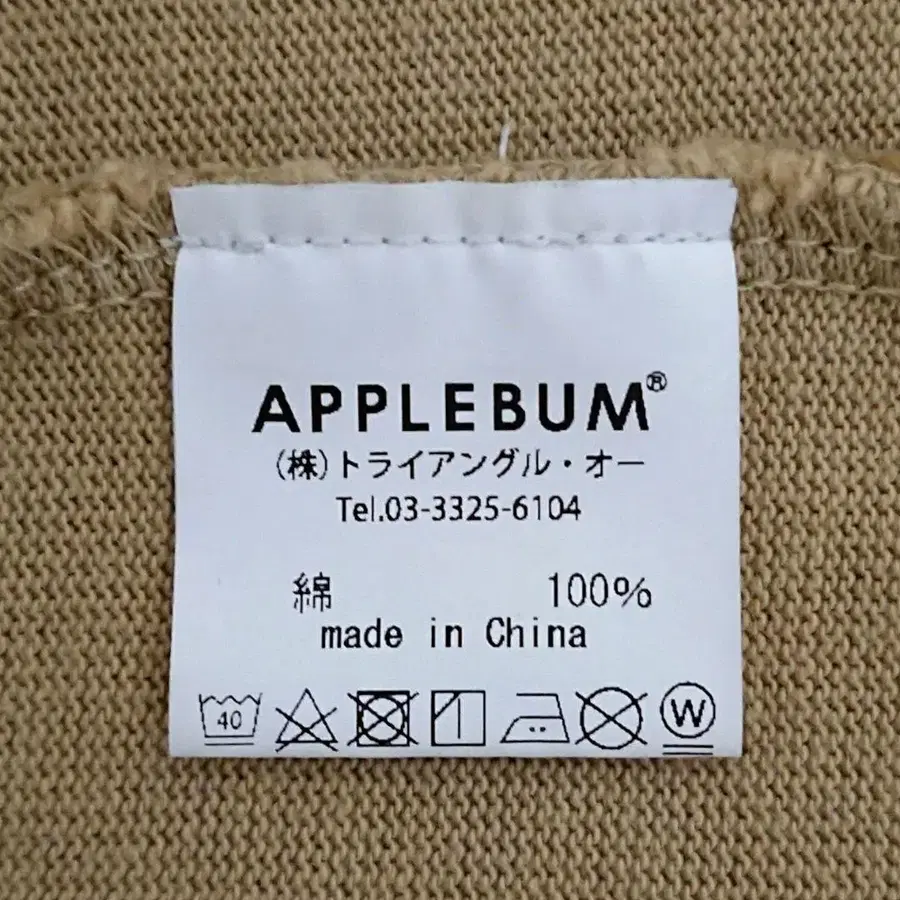 APPLEBUM®
(株)トライアングル・オー
Tel.03-3325-6104
綿 100%
made in China
40 W